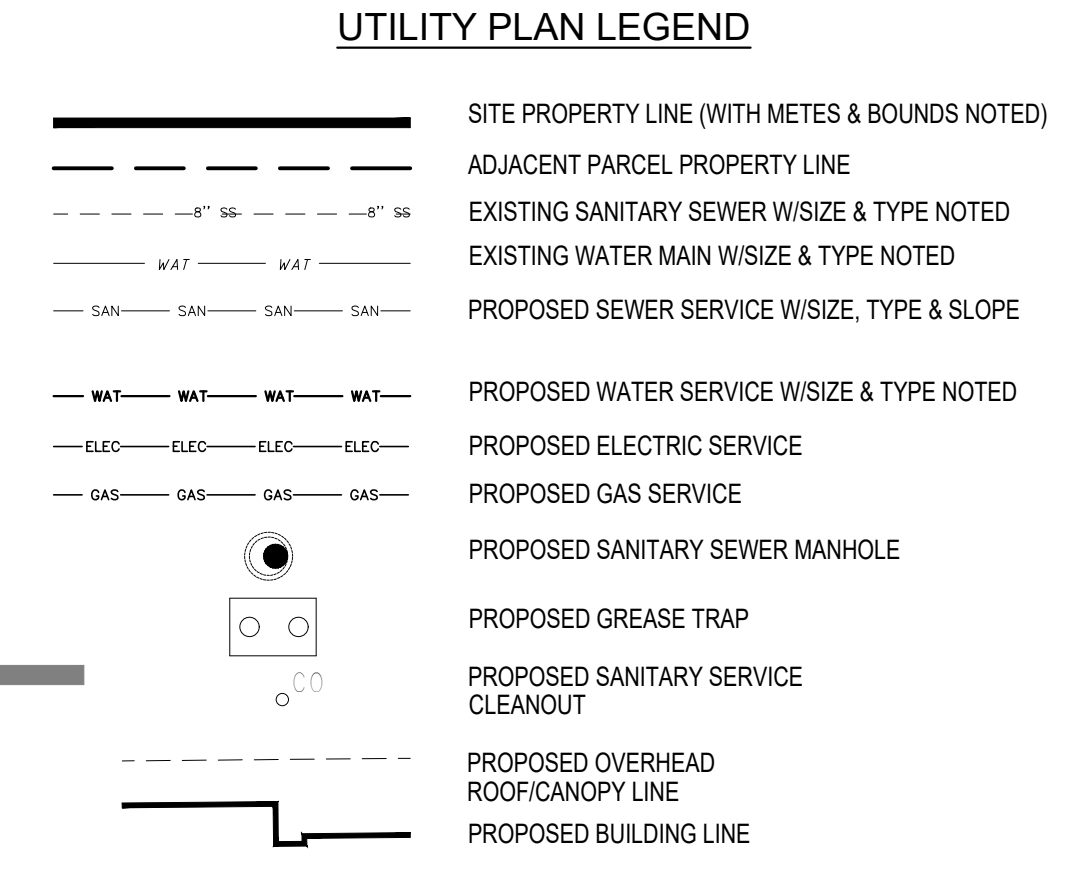 UTILITY PLAN LEGEND
SITE PROPERTY LINE (WITH METES & BOUNDS NOTED)
ADJACENT PARCEL PROPERTY LINE
8'' SS 8'' SS EXISTING SANITARY SEWER W/SIZE & TYPE NOTED
WAT WAT EXISTING WATER MAIN W/SIZE & TYPE NOTED
SAN SAN SAN SAN PROPOSED SEWER SERVICE W/SIZE, TYPE & SLOPE
WAT WAT WAT WAT PROPOSED WATER SERVICE W/SIZE & TYPE NOTED
ELEC ELEC ELEC ELEC PROPOSED ELECTRIC SERVICE
GAS GAS GAS GAS PROPOSED GAS SERVICE
PROPOSED SANITARY SEWER MANHOLE
PROPOSED GREASE TRAP
CO PROPOSED SANITARY SERVICE
CLEANOUT
PROPOSED OVERHEAD
ROOF/CANOPY LINE
PROPOSED BUILDING LINE